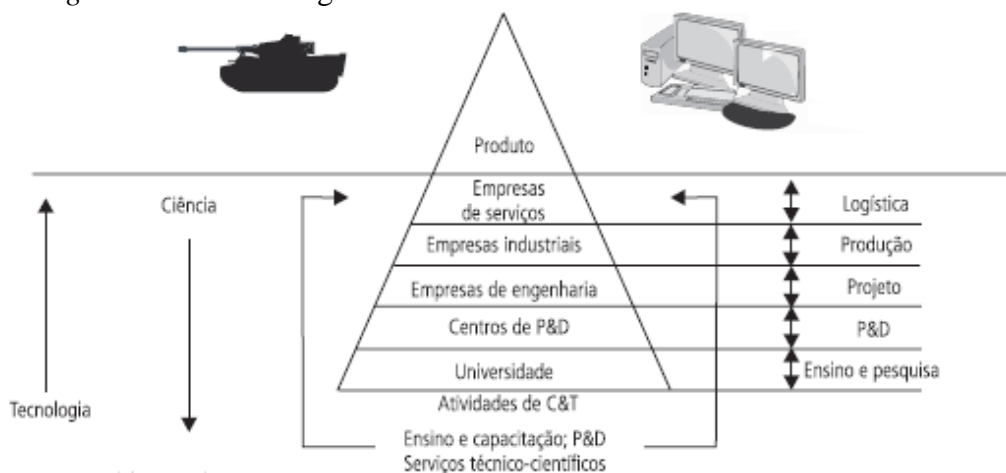 Produto
Ciência
Empresas
de serviços
Logística
Empresas industriais
Produção
Empresas de engenharia
Projeto
Centros de P&D
P&D
Universidade
Ensino e pesquisa
Tecnologia
Atividades de C&T
Ensino e capacitação; P&D
Serviços técnico-científicos